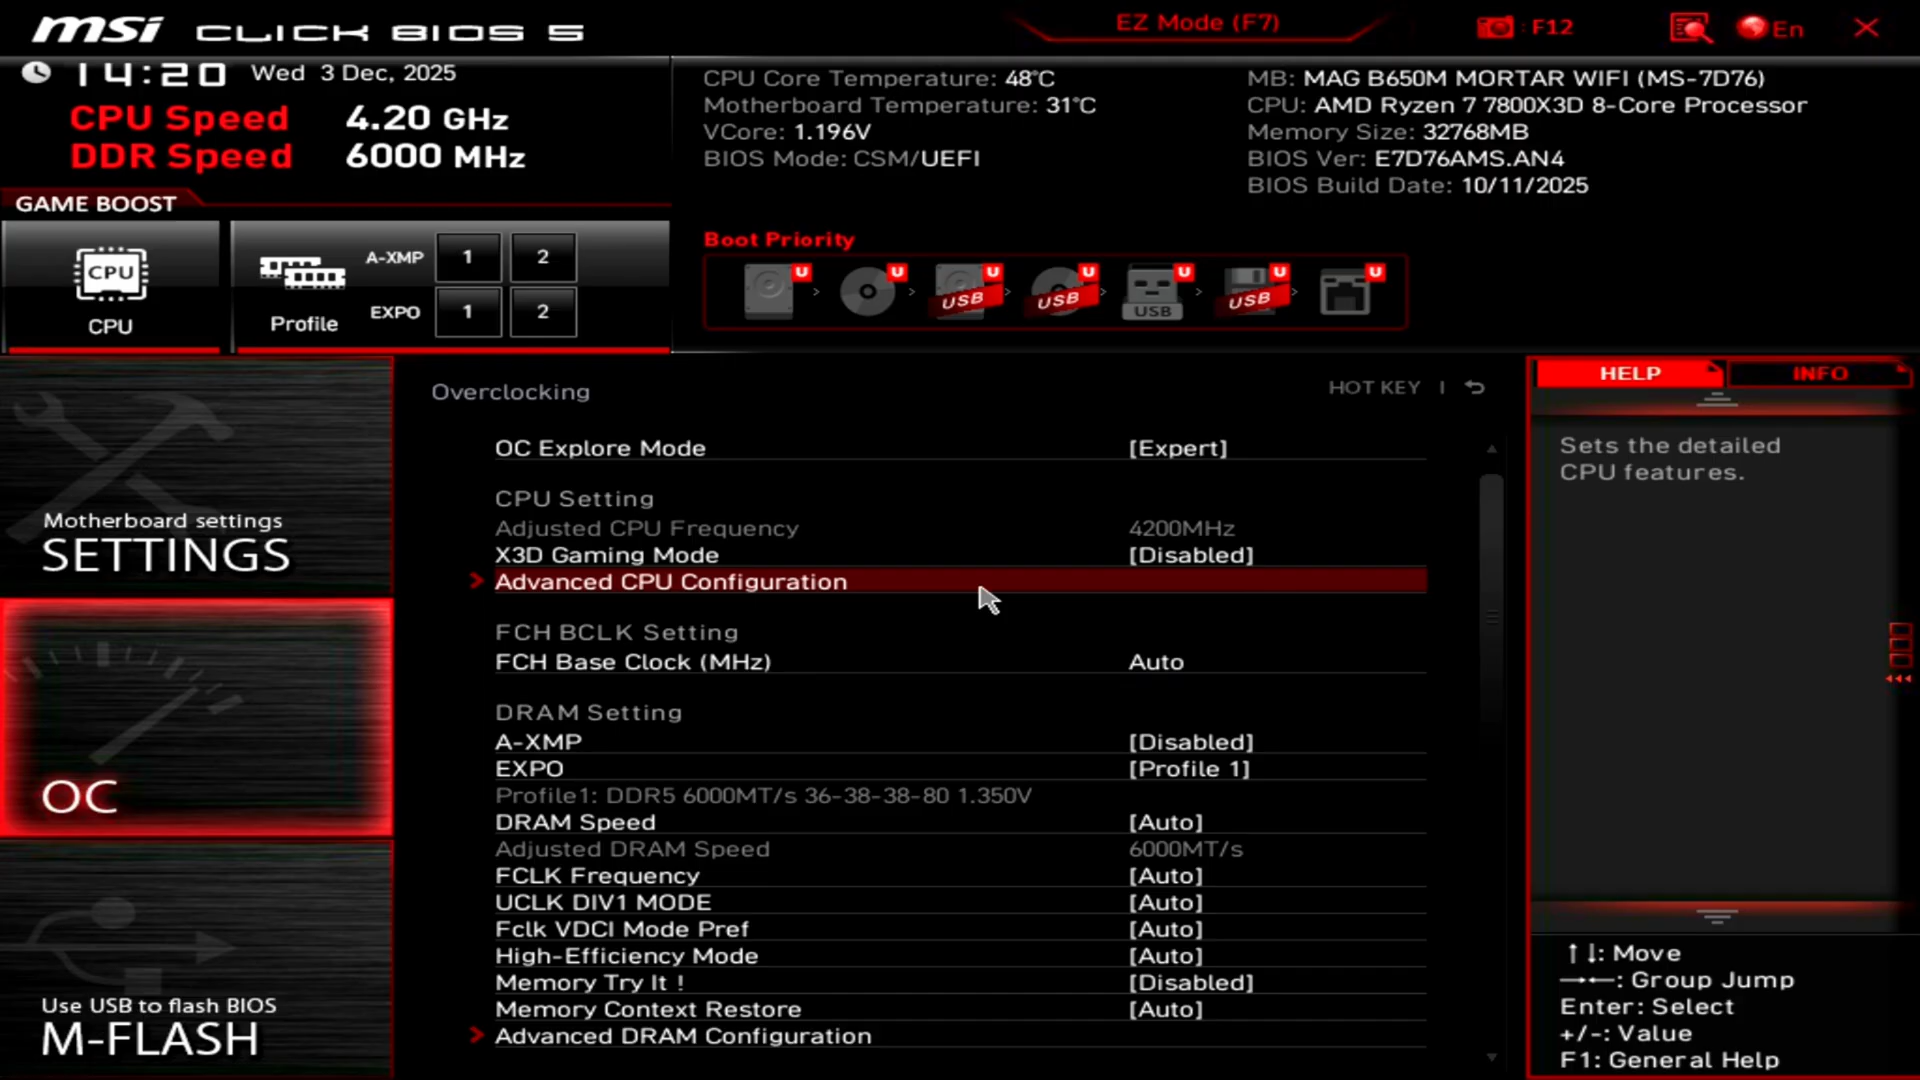 msi CLICK BIOS 5
EZ Mode (F7)
: F12
En
14:20 Wed 3 Dec, 2025
CPU Speed 4.20 GHz
DDR Speed 6000 MHz
CPU Core Temperature: 48°C
Motherboard Temperature: 31°C
VCore: 1.196V
BIOS Mode: CSM/UEFI
MB: MAG B650M MORTAR WIFI (MS-7D76)
CPU: AMD Ryzen 7 7800X3D 8-Core Processor
Memory Size: 32768MB
BIOS Ver: E7D76AMS.AN4
BIOS Build Date: 10/11/2025
GAME BOOST
CPU
CPU
Profile
A-XMP 1 2
EXPO 1 2
Boot Priority
U U U U U U U
USB USB USB USB
Motherboard settings
SETTINGS
OC
Use USB to flash BIOS
M-FLASH
Overclocking
HOT KEY |
OC Explore Mode [Expert]
CPU Setting
Adjusted CPU Frequency 4200MHz
X3D Gaming Mode [Disabled]
> Advanced CPU Configuration
FCH BCLK Setting
FCH Base Clock (MHz) Auto
DRAM Setting
A-XMP [Disabled]
EXPO [Profile 1]
Profile1: DDR5 6000MT/s 36-38-38-80 1.350V
DRAM Speed [Auto]
Adjusted DRAM Speed 6000MT/s
FCLK Frequency [Auto]
UCLK DIV1 MODE [Auto]
Fclk VDCI Mode Pref [Auto]
High-Efficiency Mode [Auto]
Memory Try It ! [Disabled]
Memory Context Restore [Auto]
> Advanced DRAM Configuration
HELP
INFO
Sets the detailed
CPU features.
↑↓: Move
→←: Group Jump
Enter: Select
+/-: Value
F1: General Help